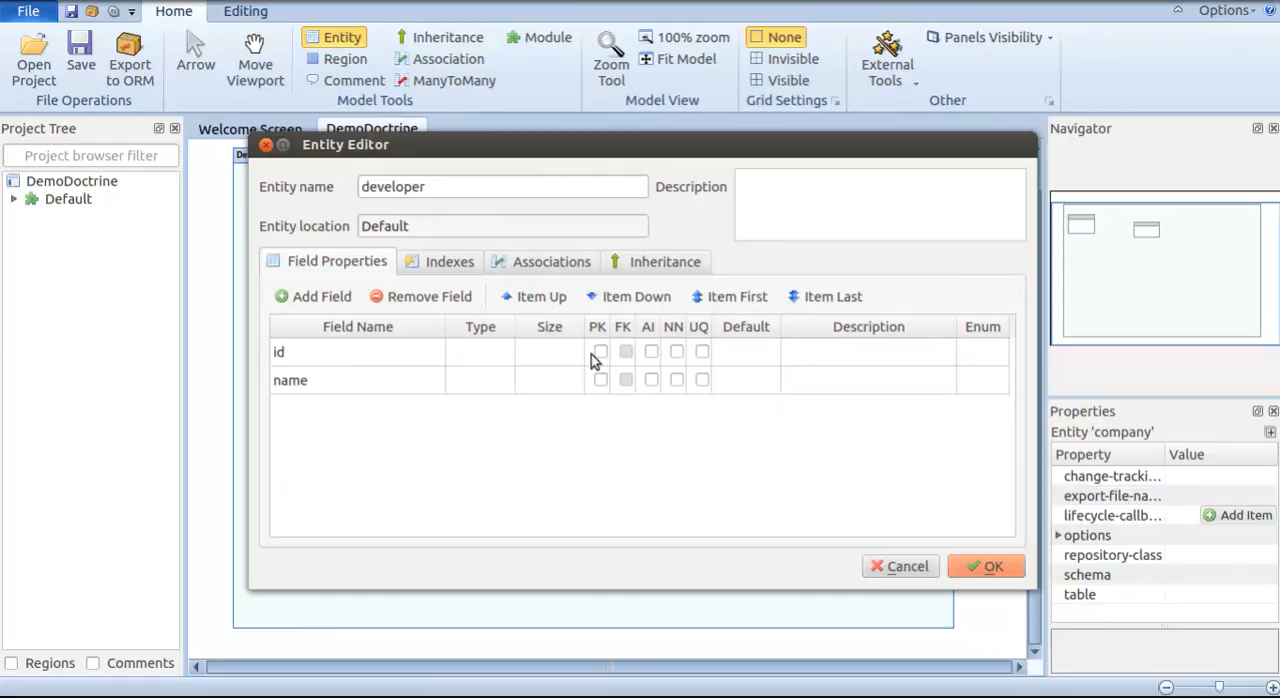 File Home Editing Options
Open Project Save Export to ORM
File Operations
Arrow Move Viewport
Entity Inheritance Module
Region Association
Comment ManyToMany
Model Tools
Zoom Tool 100% zoom
Fit Model
Model View
None
Invisible
Visible
Grid Settings
External Tools Panels Visibility
Other
Project Tree
Project browser filter
DemoDoctrine
Default
Regions Comments
Welcome Screen DemoDoctrine
De
Entity Editor
Entity name developer Description
Entity location Default
Field Properties Indexes Associations Inheritance
Add Field Remove Field Item Up Item Down Item First Item Last
Field Name Type Size PK FK AI NN UQ Default Description Enum
id
name
Cancel OK
Navigator
Properties
Entity 'company'
Property Value
change-tracki...
export-file-na...
lifecycle-callb... Add Item
options
repository-class
schema
table